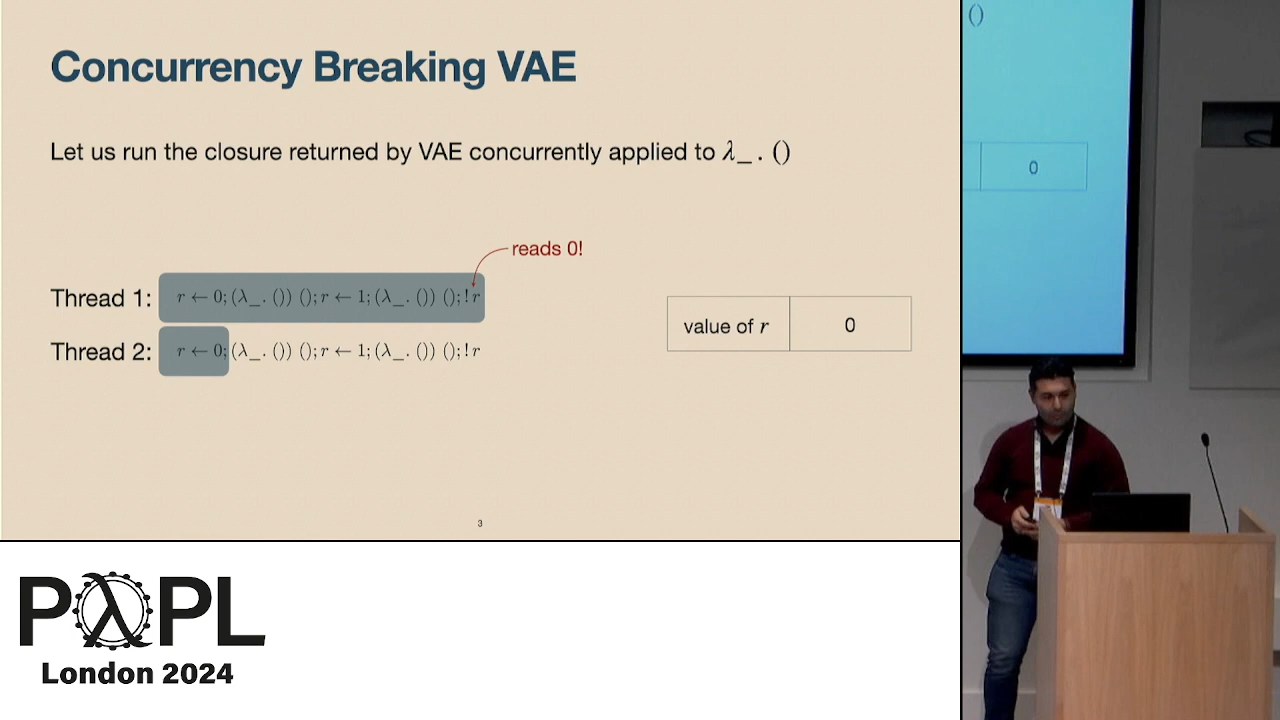 Concurrency Breaking VAE
Let us run the closure returned by VAE concurrently applied to λ_. ()
reads 0!
Thread 1: r ← 0; (λ_. ()) (); r ← 1; (λ_. ()) (); ! r
Thread 2: r ← 0; (λ_. ()) (); r ← 1; (λ_. ()) (); ! r
value of r 0
3
()
0
PλPL
London 2024